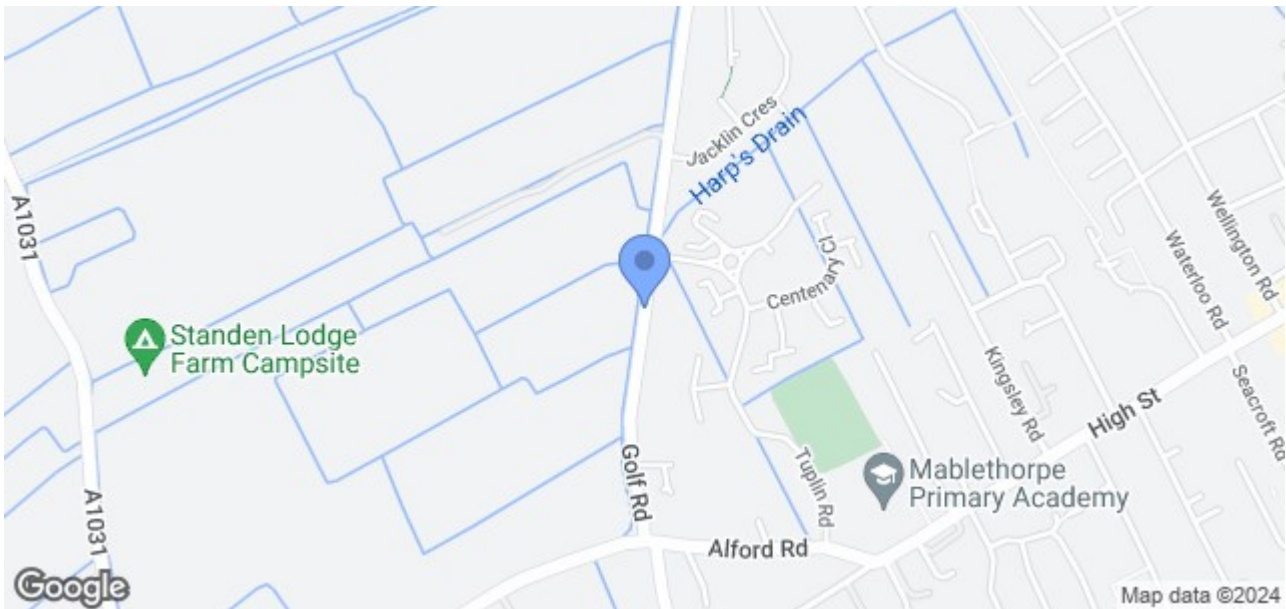 Jacklin Cres
Harp's Drain
Wellington Rd
Waterloo Rd
A1031
Centenary Cl
Standen Lodge
Farm Campsite
Kingsley Rd
Seacroft Rd
High St
Golf Rd
Tuplin Rd
Mablethorpe
Primary Academy
A1031
Alford Rd
Google
Map data ©2024